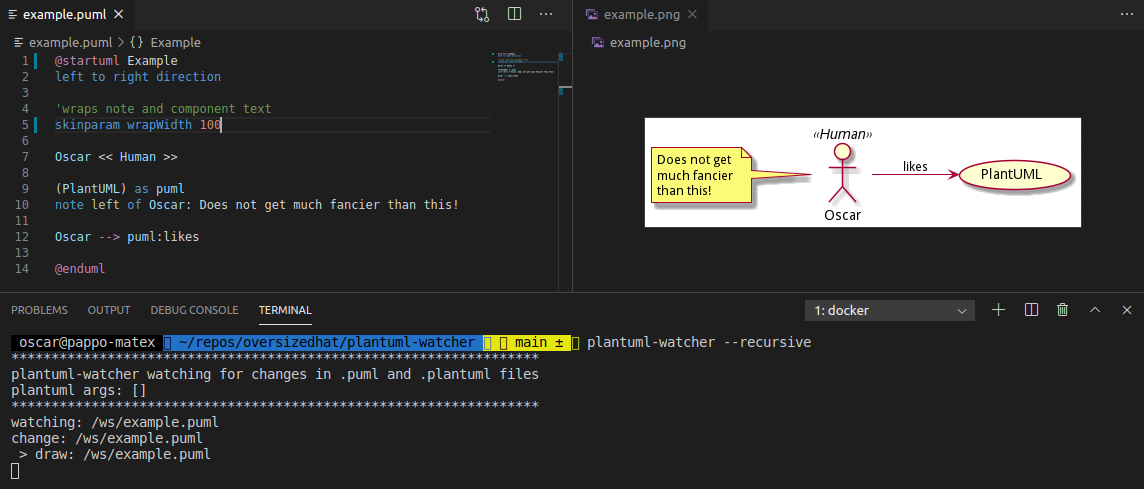 example.puml
example.puml > {} Example
1 @startuml Example
2 left to right direction
3
4 'wraps note and component text
5 skinparam wrapWidth 100
6
7 Oscar << Human >>
8
9 (PlantUML) as puml
10 note left of Oscar: Does not get much fancier than this!
11
12 Oscar --> puml:likes
13
14 @enduml
example.png
example.png
«Human»
Does not get
much fancier
than this!
likes
PlantUML
Oscar
PROBLEMS OUTPUT DEBUG CONSOLE TERMINAL 1: docker
oscar@pappo-matex ~/repos/oversizedhat/plantuml-watcher main ± plantuml-watcher --recursive
******************************************************************
plantuml-watcher watching for changes in .puml and .plantuml files
plantuml args: []
******************************************************************
watching: /ws/example.puml
change: /ws/example.puml
> draw: /ws/example.puml